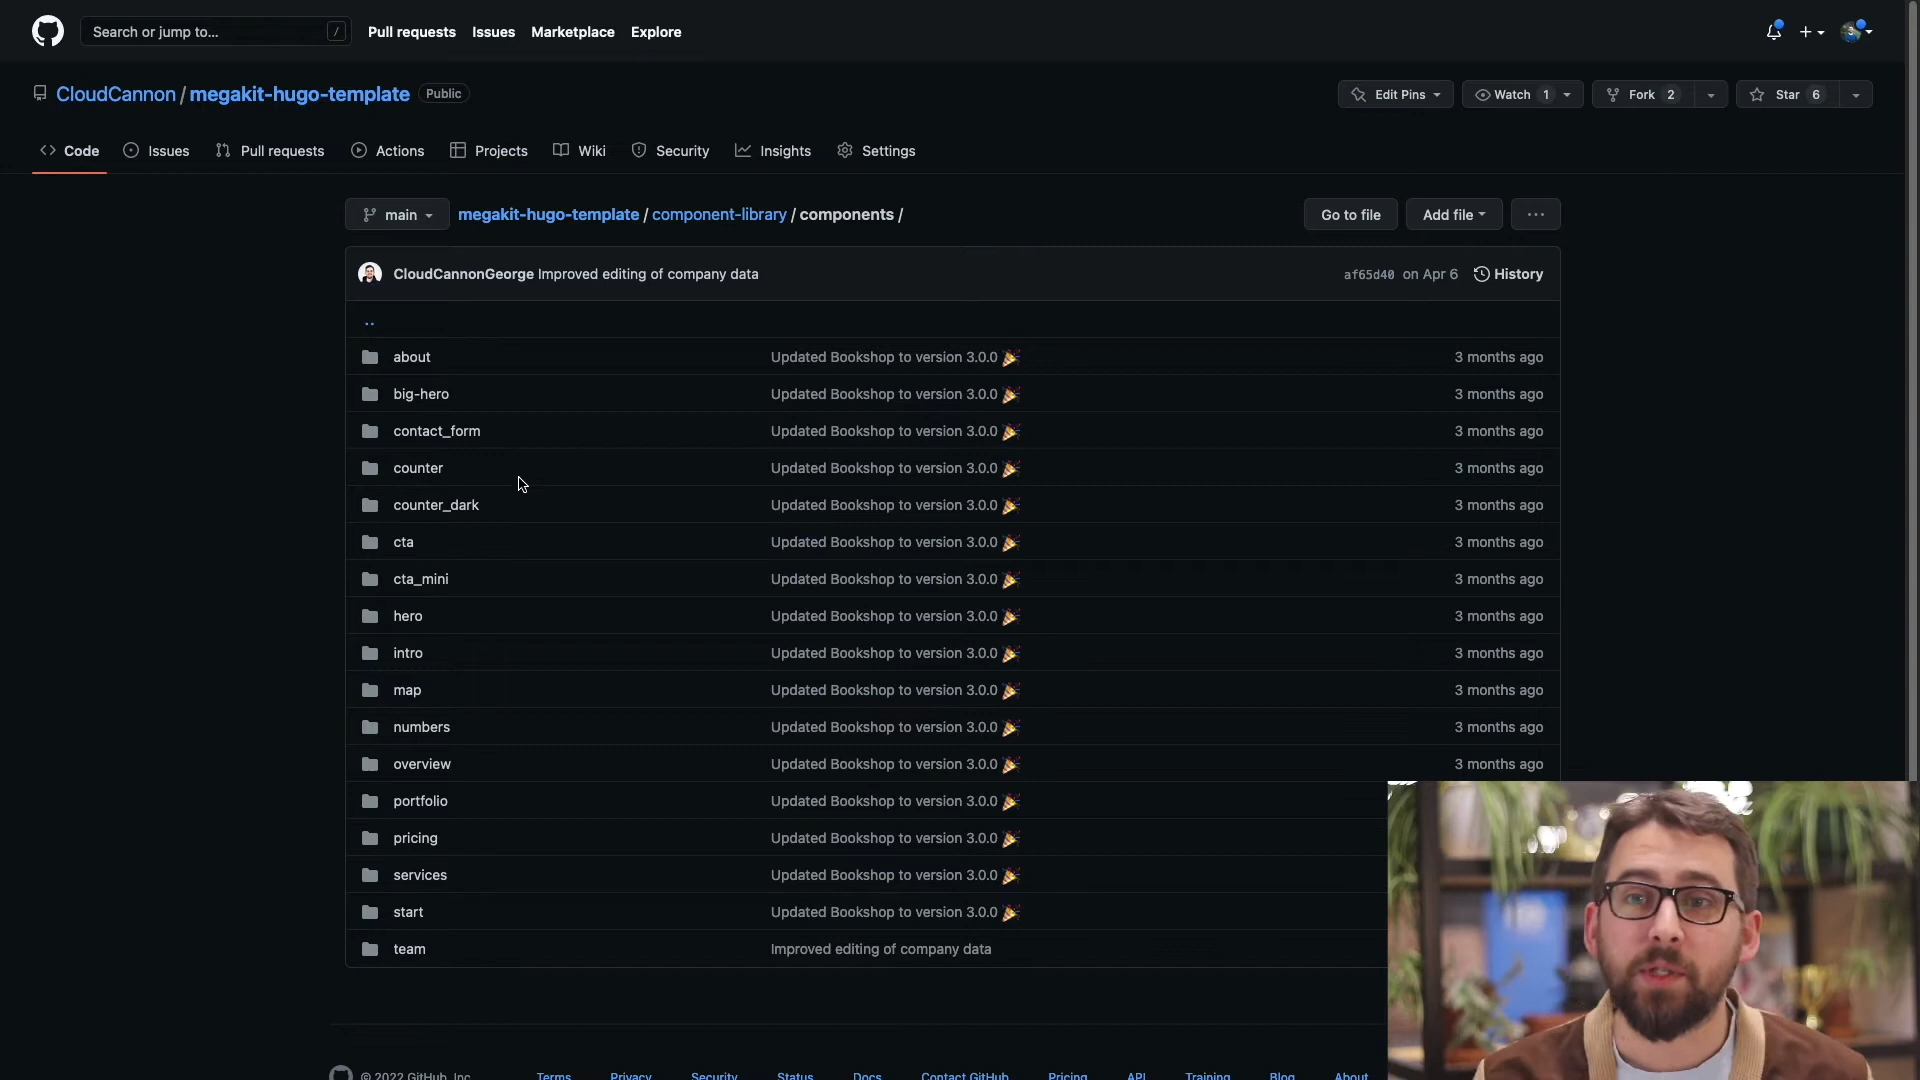 Search or jump to... /
Pull requests Issues Marketplace Explore
CloudCannon / megakit-hugo-template Public
Edit Pins Watch 1 Fork 2 Star 6
Code Issues Pull requests Actions Projects Wiki Security Insights Settings
main megakit-hugo-template / component-library / components /
Go to file Add file ...
CloudCannonGeorge Improved editing of company data af65d40 on Apr 6 History
..
about Updated Bookshop to version 3.0.0 🎉 3 months ago
big-hero Updated Bookshop to version 3.0.0 🎉 3 months ago
contact_form Updated Bookshop to version 3.0.0 🎉 3 months ago
counter Updated Bookshop to version 3.0.0 🎉 3 months ago
counter_dark Updated Bookshop to version 3.0.0 🎉 3 months ago
cta Updated Bookshop to version 3.0.0 🎉 3 months ago
cta_mini Updated Bookshop to version 3.0.0 🎉 3 months ago
hero Updated Bookshop to version 3.0.0 🎉 3 months ago
intro Updated Bookshop to version 3.0.0 🎉 3 months ago
map Updated Bookshop to version 3.0.0 🎉 3 months ago
numbers Updated Bookshop to version 3.0.0 🎉 3 months ago
overview Updated Bookshop to version 3.0.0 🎉 3 months ago
portfolio Updated Bookshop to version 3.0.0 🎉
pricing Updated Bookshop to version 3.0.0 🎉
services Updated Bookshop to version 3.0.0 🎉
start Updated Bookshop to version 3.0.0 🎉
team Improved editing of company data
© 2022 GitHub, Inc. Terms Privacy Security Status Docs Contact GitHub Pricing API Training Blog About